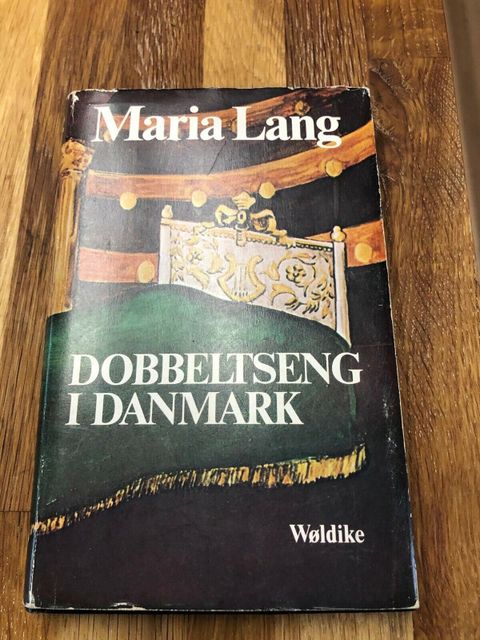 Maria Lang
DOBBELTSENG
I DANMARK
Wøldike